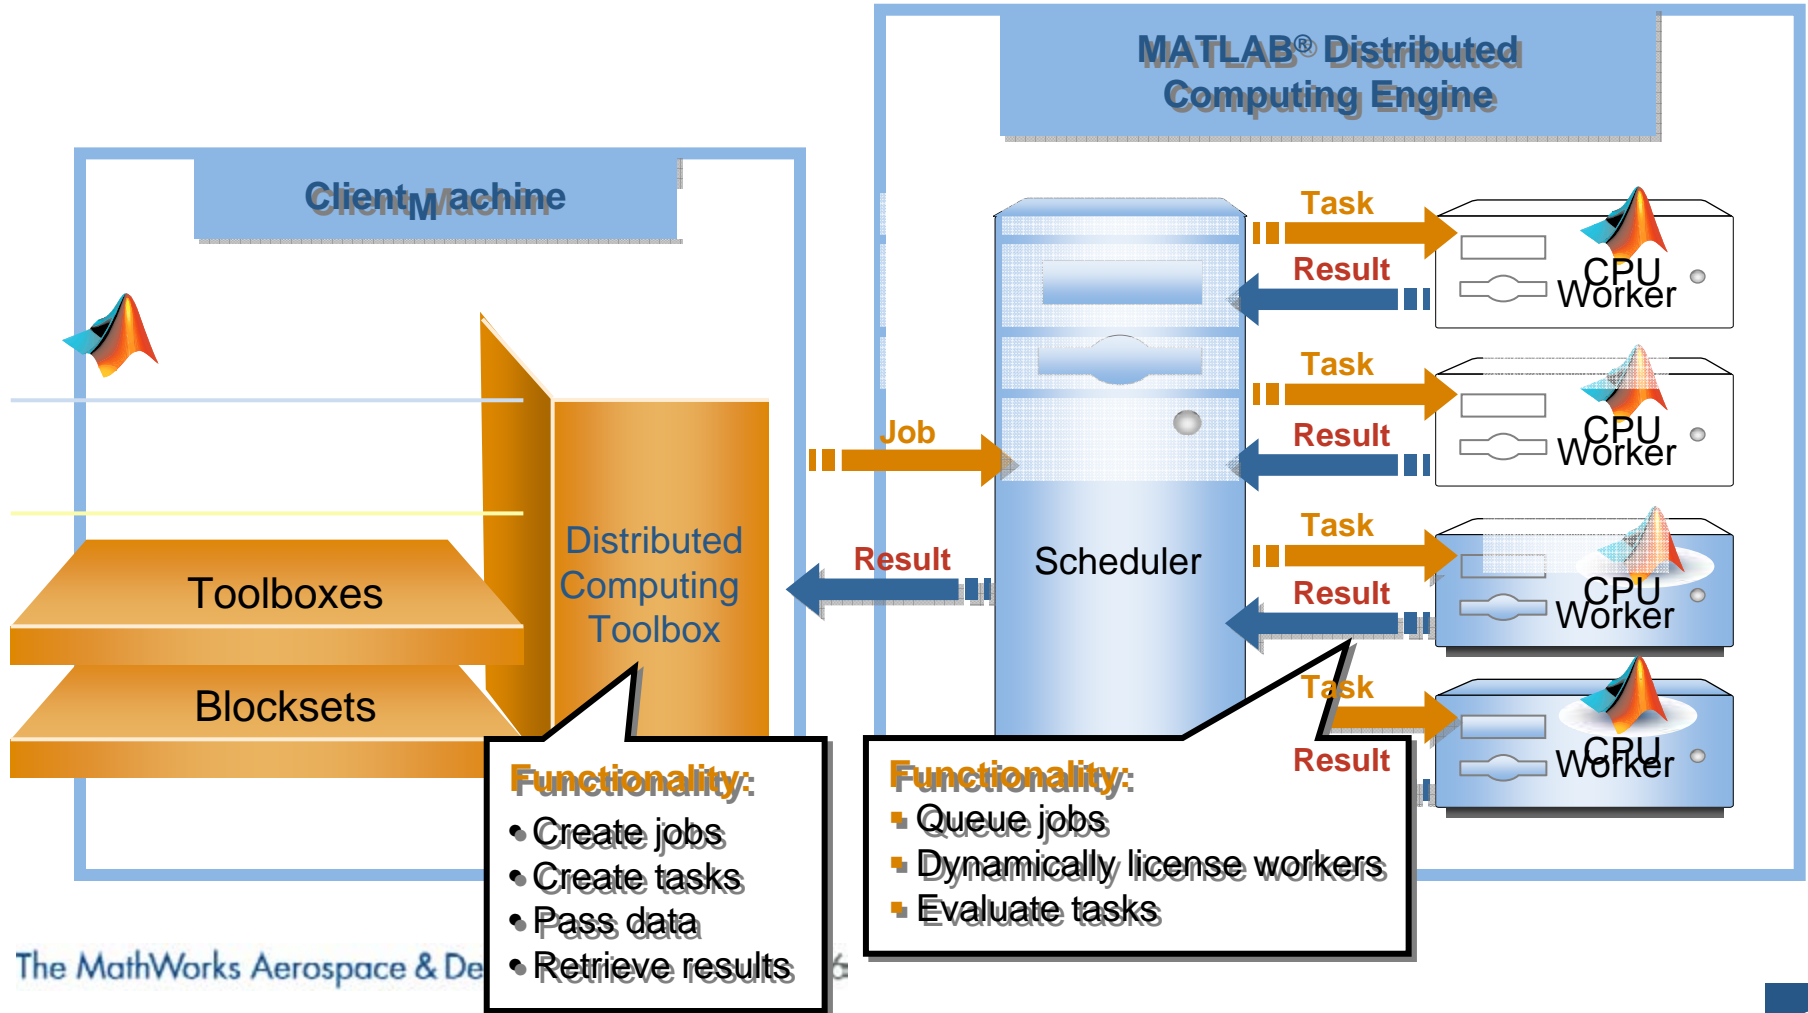 MATLAB® Distributed
Computing Engine
Client Machine
Task
Result
CPU
Worker
Task
Result
CPU
Worker
Job
Distributed
Computing
Toolbox
Result
Scheduler
Task
Result
CPU
Worker
Toolboxes
Blocksets
Task
Result
CPU
Worker
Functionality:
• Create jobs
• Create tasks
• Pass data
• Retrieve results
Functionality:
▪ Queue jobs
▪ Dynamically license workers
▪ Evaluate tasks
The MathWorks Aerospace & De